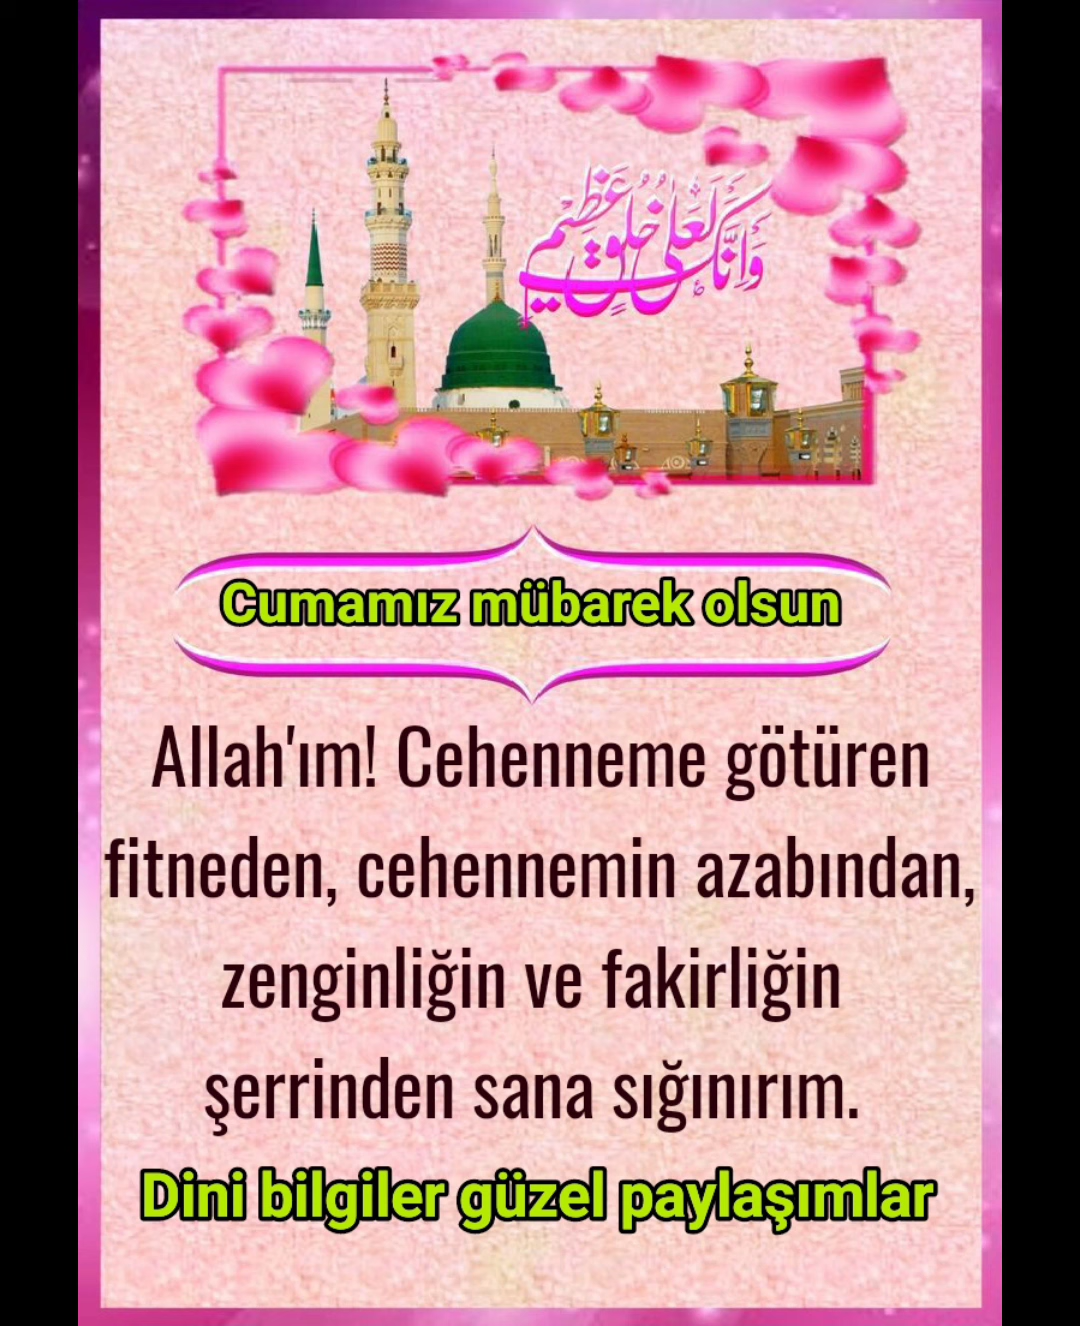 وَإِنَّكَ لَعَلَىٰ خُلُقٍ عَظِيمٍ
Cumamız mübarek olsun
Allah'ım! Cehenneme götüren
fitneden, cehennemin azabından,
zenginliğin ve fakirliğin
şerrinden sana sığınırım.
Dini bilgiler güzel paylaşımlar